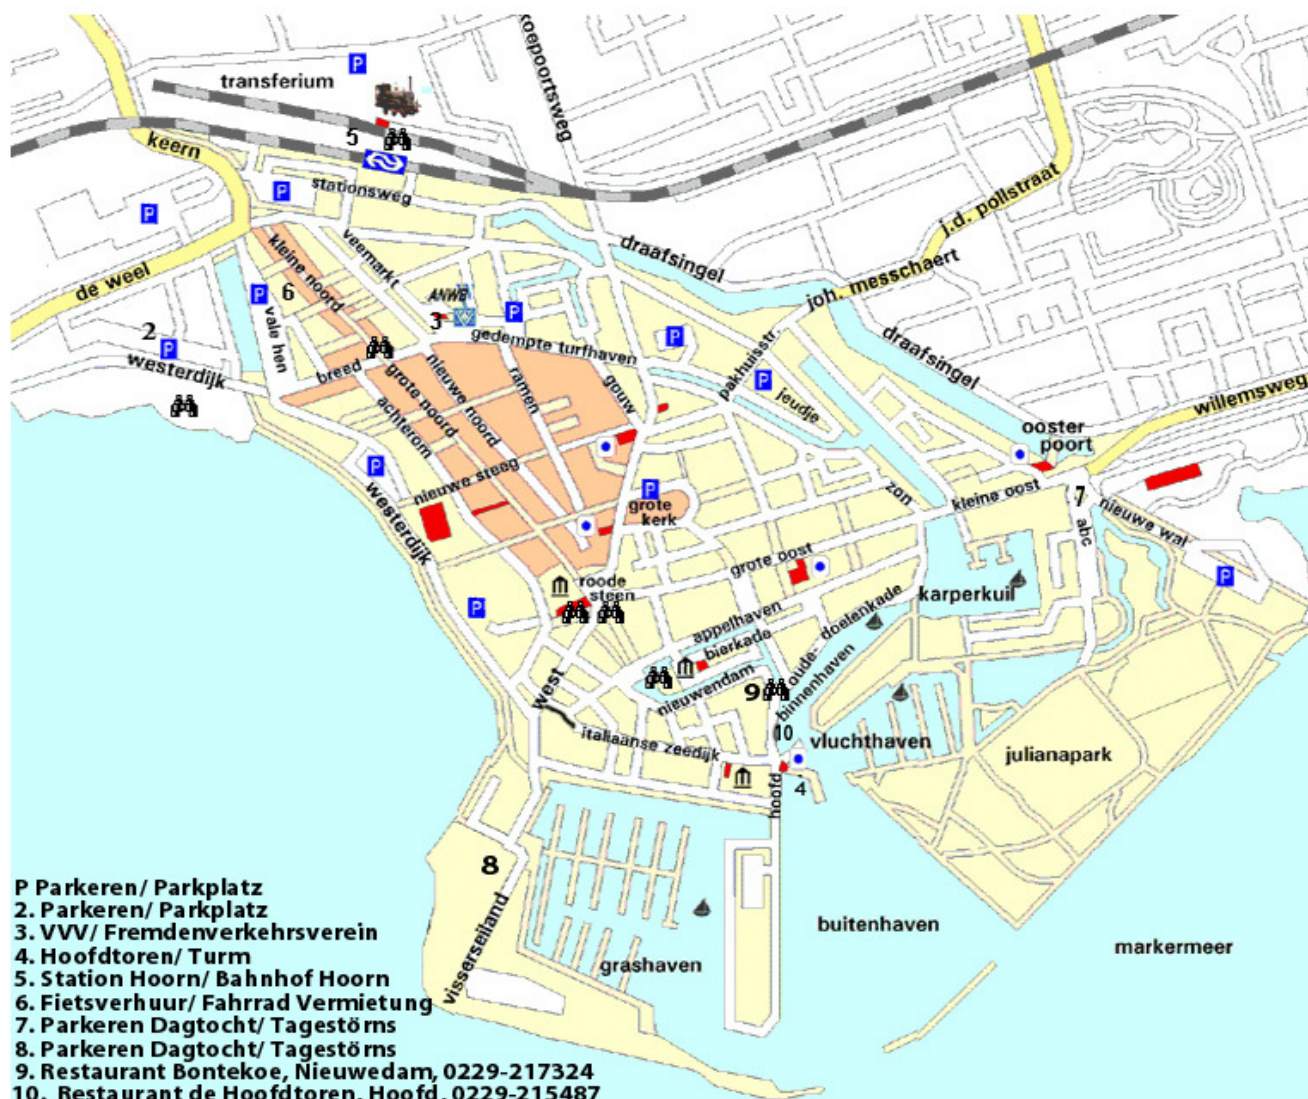 koepoortsweg
P
transferium
5
keern
stationsweg
P
P
j.d. pollstraat
draafsingel
veemarkt
kleine noord
de weel
joh. messchaert
ANWB
6
P
P
3
2
vale hen
gedempte turfhaven
P
pakhuisstr.
draafsingel
P
westerdijk
breed
nieuwe noord
ramen
gouw
P
jeudje
willemsweg
grote noord
achterom
ooster
poort
P
nieuwe steeg
P
grote
kerk
zon
kleine oost
7
nieuwe wal
abc
westerdijk
grote oost
P
roode
steen
P
karperkuil
appelhaven
bierkade
oude-doelenkade
nieuwendam
binnenhaven
9
west
10
italiaanse zeedijk
vluchthaven
julianapark
hoofd
4
8
buitenhaven
markermeer
grashaven
visserseiland
P Parkeren/ Parkplatz
2. Parkeren/ Parkplatz
3. VVV/ Fremdenverkehrsverein
4. Hoofdtoren/ Turm
5. Station Hoorn/ Bahnhof Hoorn
6. Fietsverhuur/ Fahrrad Vermietung
7. Parkeren Dagtocht/ Tagestörns
8. Parkeren Dagtocht/ Tagestörns
9. Restaurant Bontekoe, Nieuwedam, 0229-217324
10. Restaurant de Hoofdtoren, Hoofd, 0229-215487